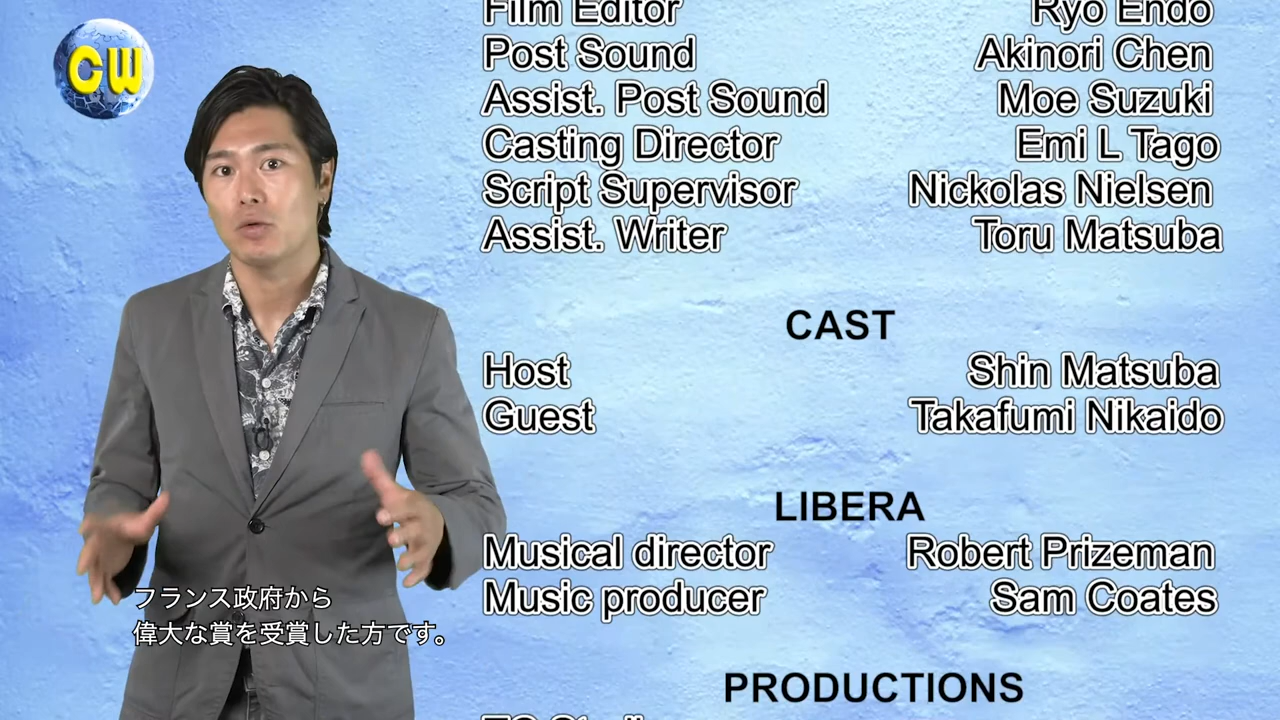 CW
Film Editor Ryo Endo
Post Sound Akinori Chen
Assist. Post Sound Moe Suzuki
Casting Director Emi L Tago
Script Supervisor Nickolas Nielsen
Assist. Writer Toru Matsuba
CAST
Host Shin Matsuba
Guest Takafumi Nikaido
LIBERA
Musical director Robert Prizeman
Music producer Sam Coates
PRODUCTIONS
フランス政府から
偉大な賞を受賞した方です。